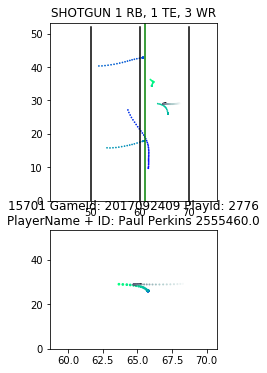 SHOTGUN 1 RB, 1 TE, 3 WR
50
40
30
20
10
0
50 60 70
15701 GameId: 2017092409 PlayId: 2776
PlayerName + ID: Paul Perkins 2555460.0
40
20
0
60.0 62.5 65.0 67.5 70.0